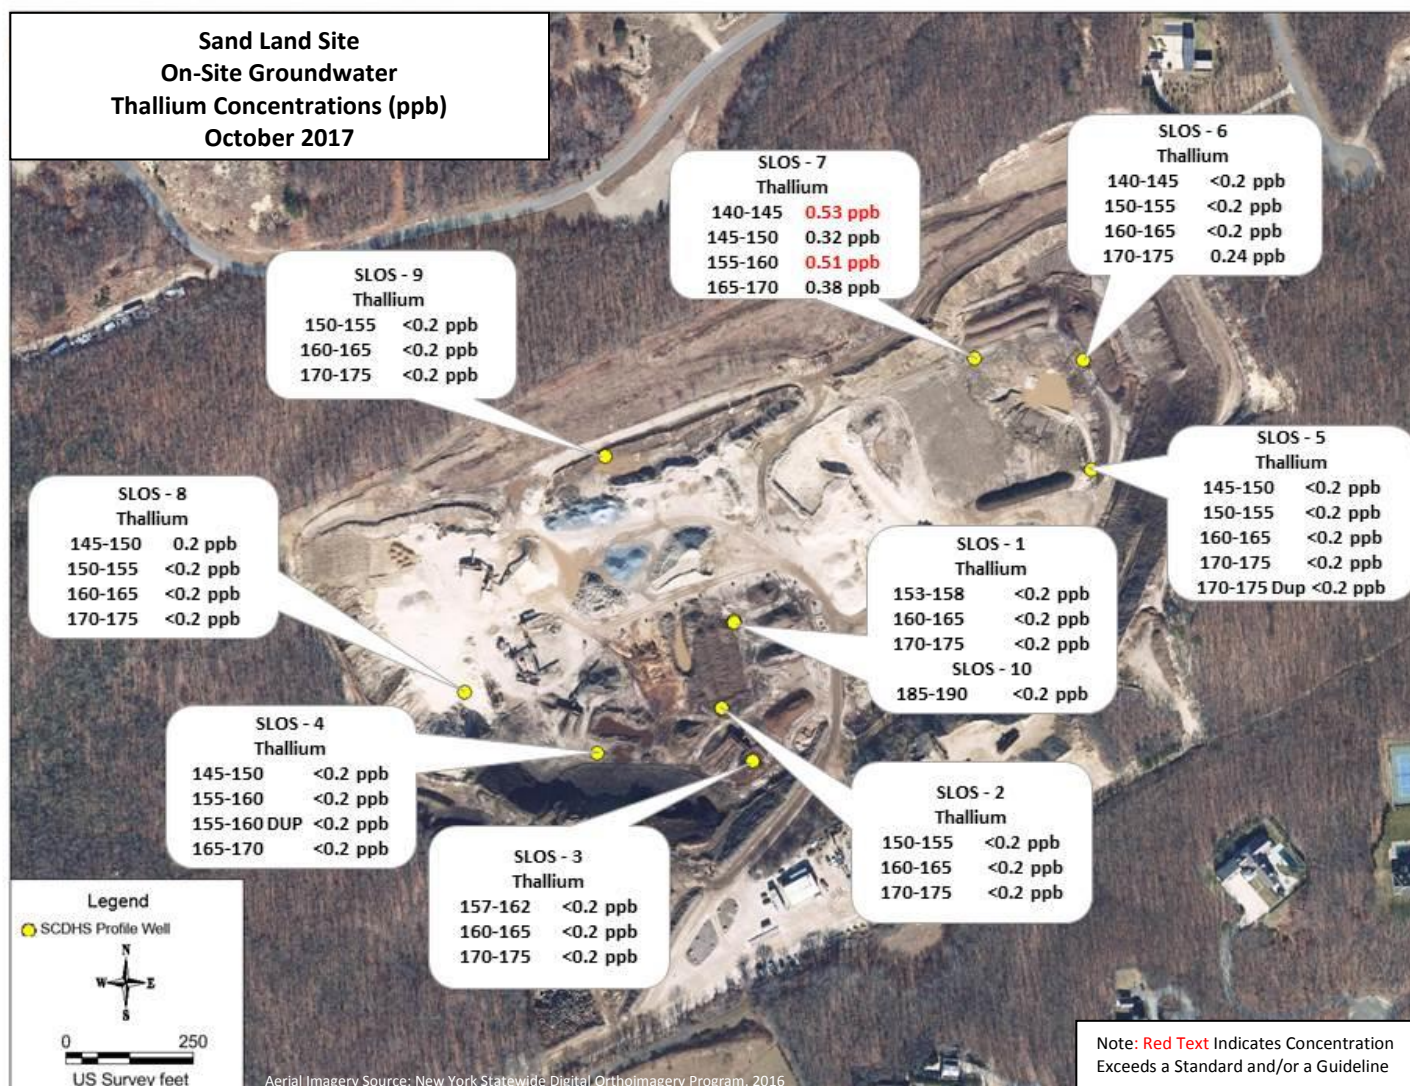 Sand Land Site
On-Site Groundwater
Thallium Concentrations (ppb)
October 2017
SLOS - 6
Thallium
140-145 <0.2 ppb
150-155 <0.2 ppb
160-165 <0.2 ppb
170-175 0.24 ppb
SLOS - 7
Thallium
140-145 0.53 ppb
145-150 0.32 ppb
155-160 0.51 ppb
165-170 0.38 ppb
SLOS - 9
Thallium
150-155 <0.2 ppb
160-165 <0.2 ppb
170-175 <0.2 ppb
SLOS - 5
Thallium
145-150 <0.2 ppb
150-155 <0.2 ppb
160-165 <0.2 ppb
170-175 <0.2 ppb
170-175 Dup <0.2 ppb
SLOS - 8
Thallium
145-150 0.2 ppb
150-155 <0.2 ppb
160-165 <0.2 ppb
170-175 <0.2 ppb
SLOS - 1
Thallium
153-158 <0.2 ppb
160-165 <0.2 ppb
170-175 <0.2 ppb
SLOS - 10
185-190 <0.2 ppb
SLOS - 4
Thallium
145-150 <0.2 ppb
155-160 <0.2 ppb
155-160 DUP <0.2 ppb
165-170 <0.2 ppb
SLOS - 2
Thallium
150-155 <0.2 ppb
160-165 <0.2 ppb
170-175 <0.2 ppb
SLOS - 3
Thallium
157-162 <0.2 ppb
160-165 <0.2 ppb
170-175 <0.2 ppb
Legend
SCDHS Profile Well
N
W E
S
0 250
US Survey feet
Aerial Imagery Source: New York Statewide Digital Orthoimagery Program, 2016
Note: Red Text Indicates Concentration
Exceeds a Standard and/or a Guideline